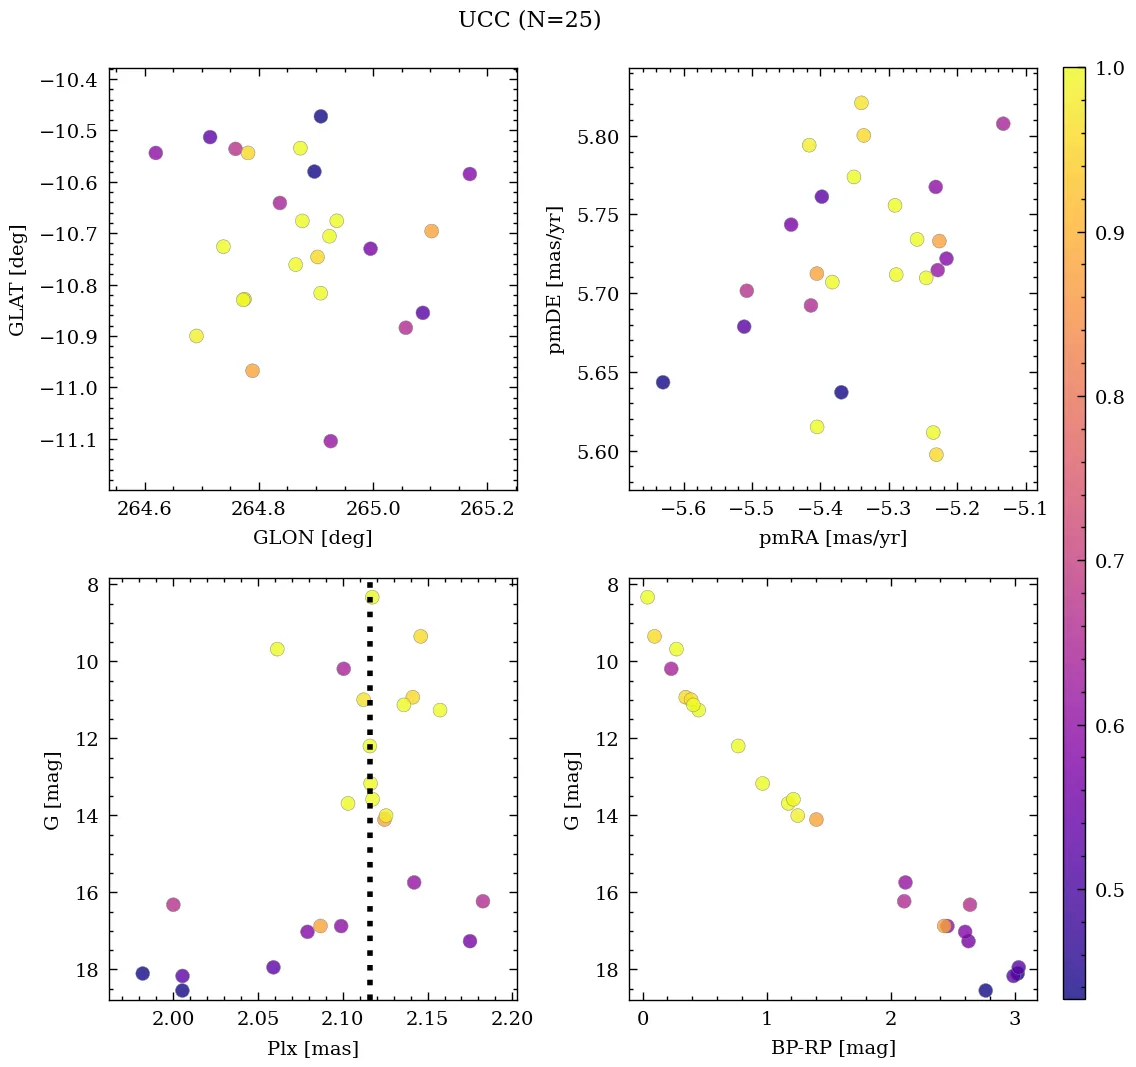 UCC (N=25)
−10.4
−10.5
−10.6
−10.7
−10.8
−10.9
−11.0
−11.1
GLAT [deg]
264.6 264.8 265.0 265.2
GLON [deg]
5.80
5.75
5.70
5.65
5.60
pmDE [mas/yr]
−5.6 −5.5 −5.4 −5.3 −5.2 −5.1
pmRA [mas/yr]
8
10
12
14
16
18
G [mag]
2.00 2.05 2.10 2.15 2.20
Plx [mas]
8
10
12
14
16
18
G [mag]
0 1 2 3
BP-RP [mag]
1.0
0.9
0.8
0.7
0.6
0.5